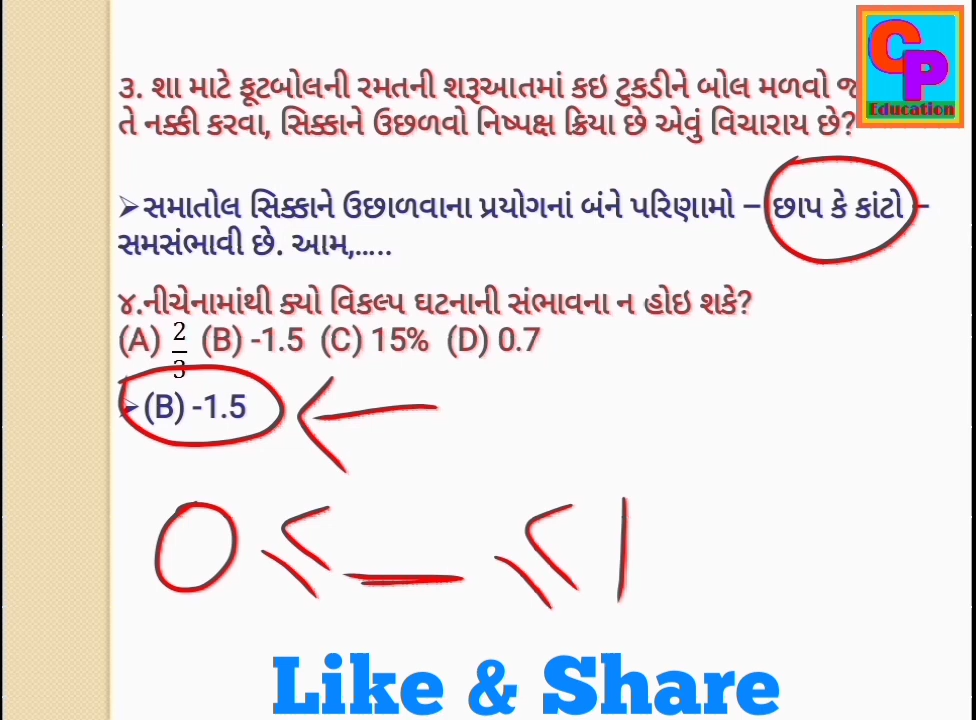 CP
Education
૩. શા માટે ફૂટબોલની રમતની શરૂઆતમાં કઇ ટુકડીને બોલ મળવો જ
તે નક્કી કરવા, સિક્કાને ઉછળવો નિષ્પક્ષ ક્રિયા છે એવું વિચારાય છે?
➢સમાતોલ સિક્કાને ઉછાળવાના પ્રયોગનાં બંને પરિણામો – છાપ કે કાંટો –
સમસંભાવી છે. આમ,.....
૪.નીચેનામાંથી ક્યો વિકલ્પ ઘટનાની સંભાવના ન હોઇ શકે?
(A) 2/3 (B) -1.5 (C) 15% (D) 0.7
➢(B) -1.5
0 ≤ _ ≤ 1
Like & Share